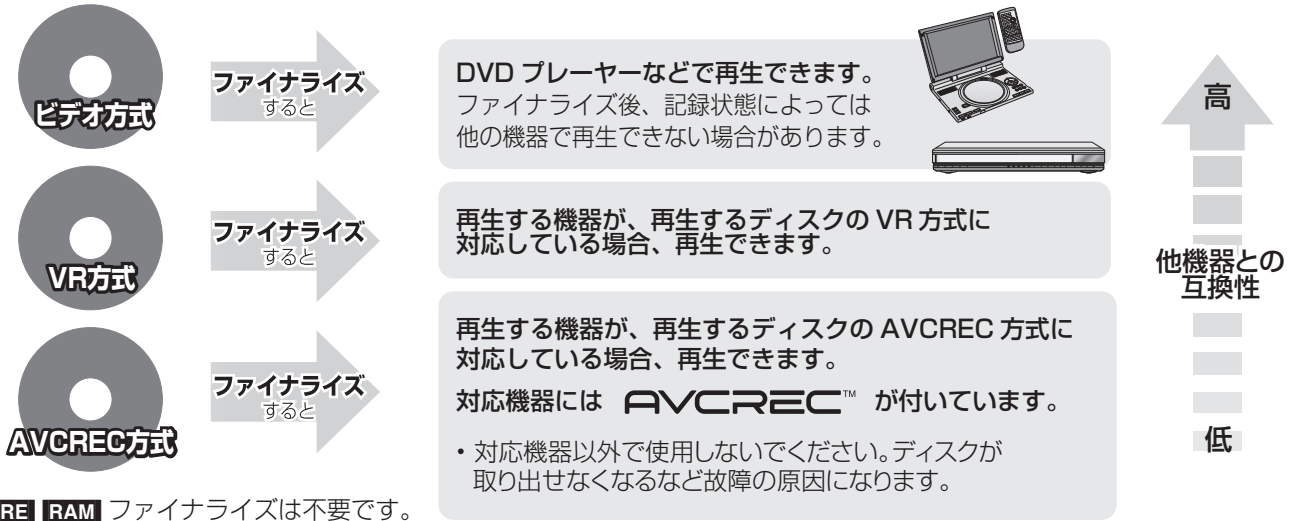 ビデオ方式
ファイナライズ
すると
DVD プレーヤーなどで再生できます。
ファイナライズ後、記録状態によっては
他の機器で再生できない場合があります。
VR方式
ファイナライズ
すると
再生する機器が、再生するディスクの VR 方式に
対応している場合、再生できます。
AVCREC方式
ファイナライズ
すると
再生する機器が、再生するディスクの AVCREC 方式に
対応している場合、再生できます。
対応機器には AVCREC™ が付いています。
・対応機器以外で使用しないでください。ディスクが
取り出せなくなるなど故障の原因になります。
高
他機器との
互換性
低
RE RAM ファイナライズは不要です。